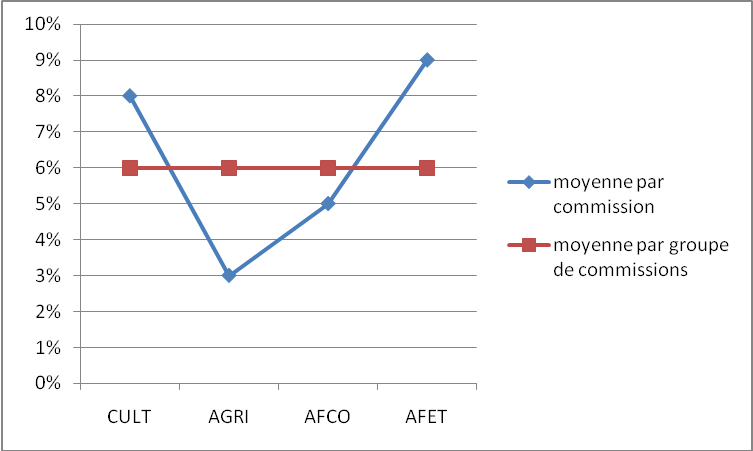 10%
9%
8%
7%
6%
5%
4%
3%
2%
1%
0%
CULT AGRI AFCO AFET
moyenne par
commission
moyenne par groupe
de commissions